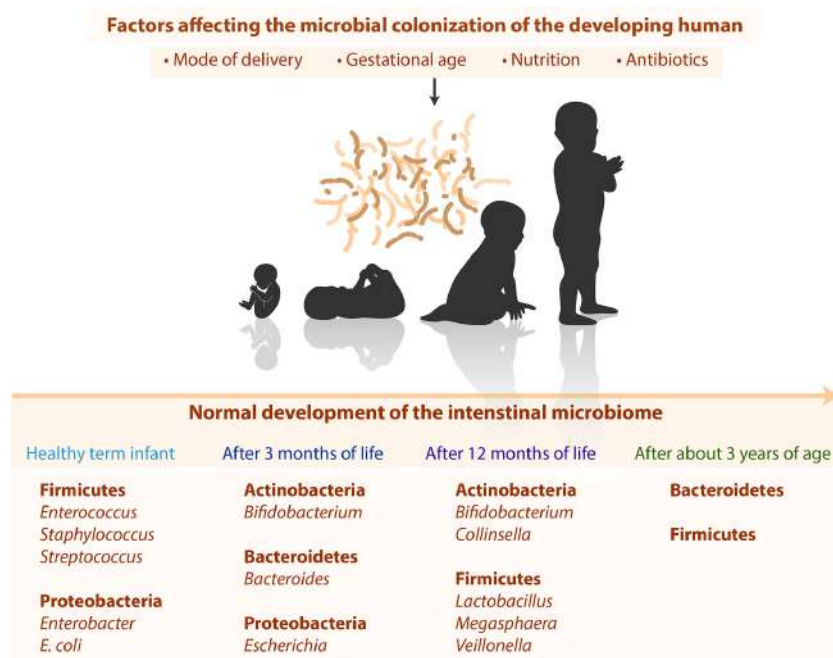 Factors affecting the microbial colonization of the developing human
• Mode of delivery • Gestational age • Nutrition • Antibiotics
Normal development of the intenstinal microbiome
Healthy term infant
Firmicutes
Enterococcus
Staphylococcus
Streptococcus
Proteobacteria
Enterobacter
E. coli
After 3 months of life
Actinobacteria
Bifidobacterium
Bacteroidetes
Bacteroides
Proteobacteria
Escherichia
After 12 months of life
Actinobacteria
Bifidobacterium
Collinsella
Firmicutes
Lactobacillus
Megasphaera
Veillonella
After about 3 years of age
Bacteroidetes
Firmicutes